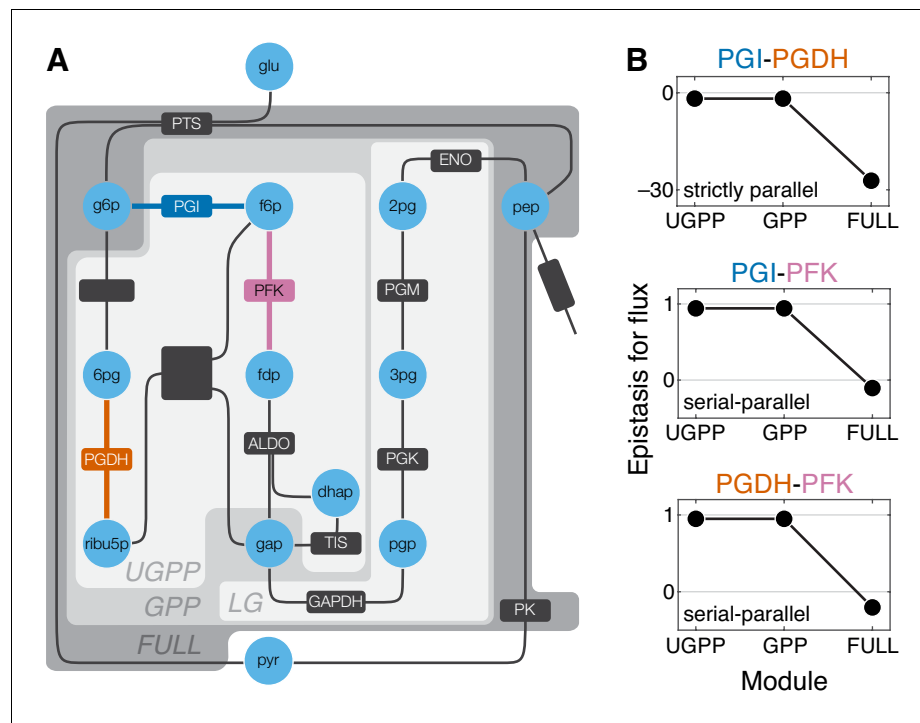 A
glu
PTS
g6p
PGI
f6p
2pg
ENO
pep
PFK
PGM
6pg
fdp
3pg
PGDH
ALDO
PGK
dhap
ribu5p
gap
TIS
pgp
UGPP
GPP
LG
GAPDH
PK
FULL
pyr
B
PGI-PGDH
0
−30
strictly parallel
UGPP GPP FULL
PGI-PFK
1
0
serial-parallel
UGPP GPP FULL
PGDH-PFK
1
0
serial-parallel
UGPP GPP FULL
Epistasis for flux
Module